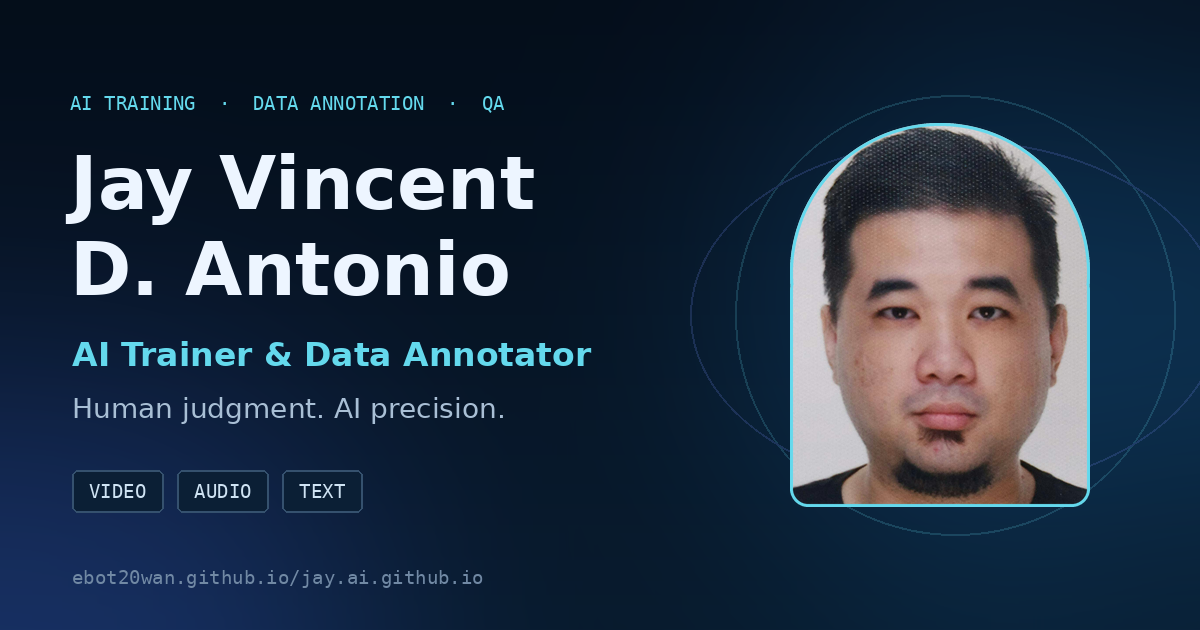 AI TRAINING · DATA ANNOTATION · QA
Jay Vincent
D. Antonio
AI Trainer & Data Annotator
Human judgment. AI precision.
VIDEO AUDIO TEXT
ebot20wan.github.io/jay.ai.github.io